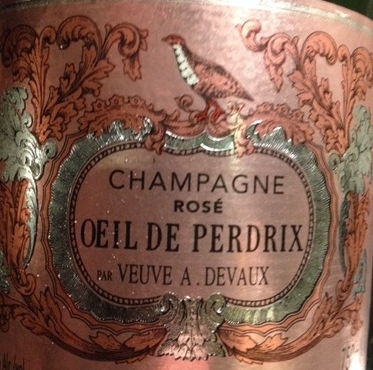 CHAMPAGNE
ROSÉ
OEIL DE PERDRIX
PAR VEUVE A. DEVAUX